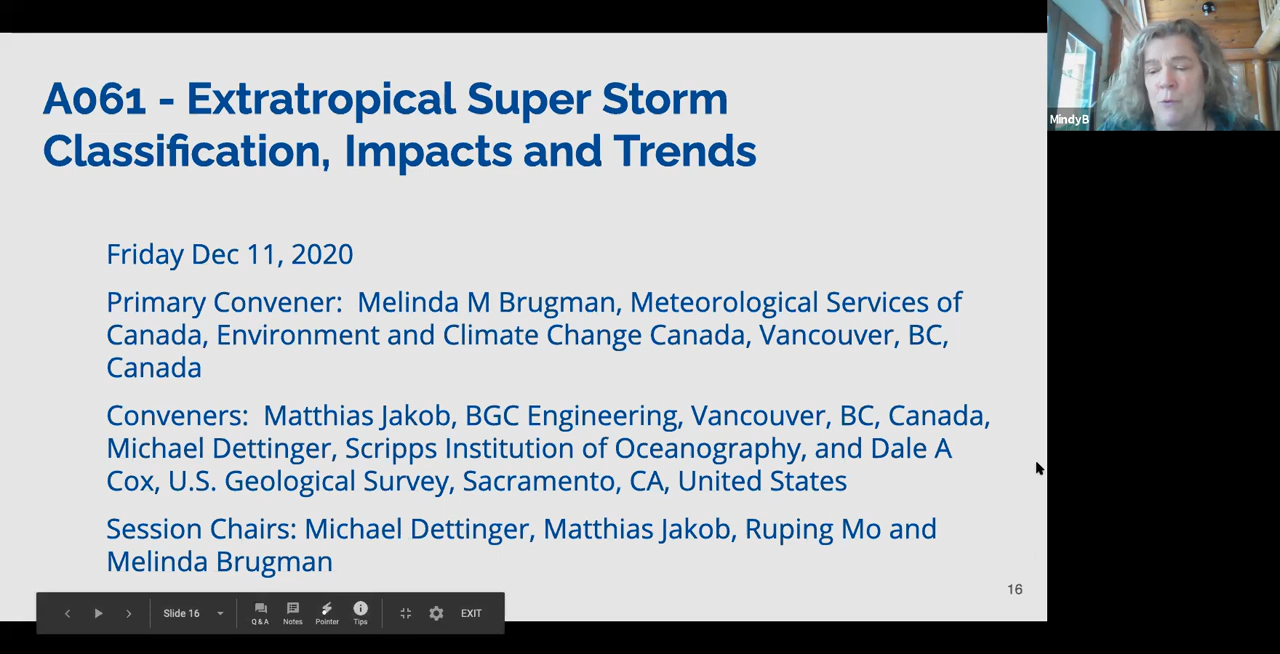 A061 - Extratropical Super Storm
Classification, Impacts and Trends
Friday Dec 11, 2020
Primary Convener:  Melinda M Brugman, Meteorological Services of
Canada, Environment and Climate Change Canada, Vancouver, BC,
Canada
Conveners:  Matthias Jakob, BGC Engineering, Vancouver, BC, Canada,
Michael Dettinger, Scripps Institution of Oceanography, and Dale A
Cox, U.S. Geological Survey, Sacramento, CA, United States
Session Chairs: Michael Dettinger, Matthias Jakob, Ruping Mo and
Melinda Brugman
16
Slide 16
Q & A
Notes
Pointer
Tips
EXIT
MindyB